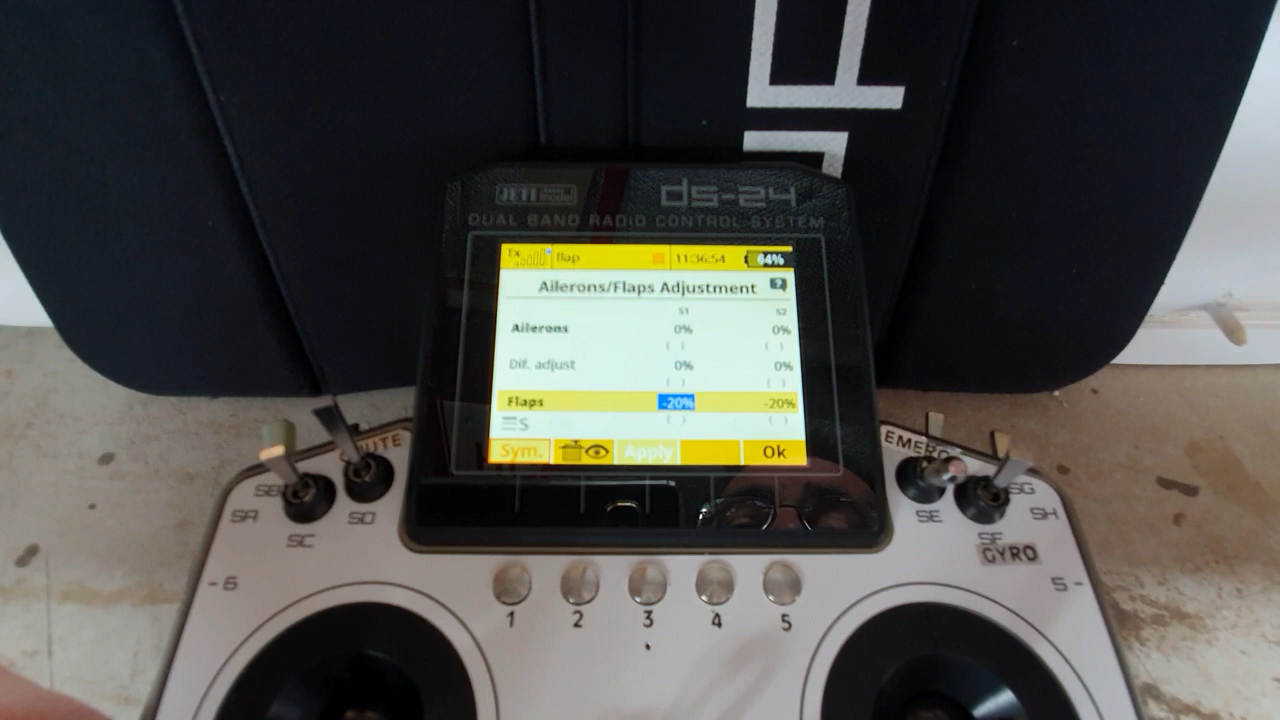 JETI model
ds-24
DUAL BAND RADIO CONTROL SYSTEM
Tx flap 11:36:54 64%
Ailerons/Flaps Adjustment ?
S1 S2
Ailerons 0% 0%
( ) ( )
Dif. adjust 0% 0%
( ) ( )
Flaps -20% -20%
S ( ) ( )
Sym. Apply Ok
SA SC SD SE SF SG SH
GYRO
-6 5-
1 2 3 4 5